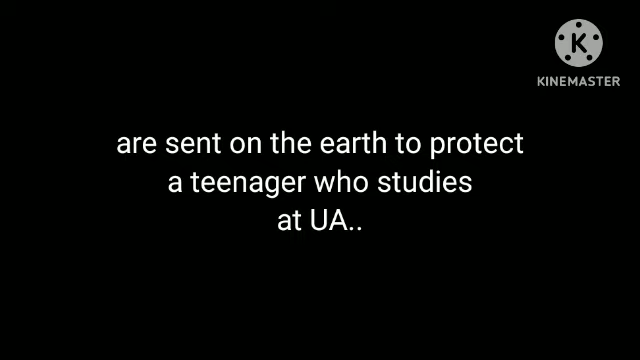 K
KINEMASTER
are sent on the earth to protect
a teenager who studies
at UA..